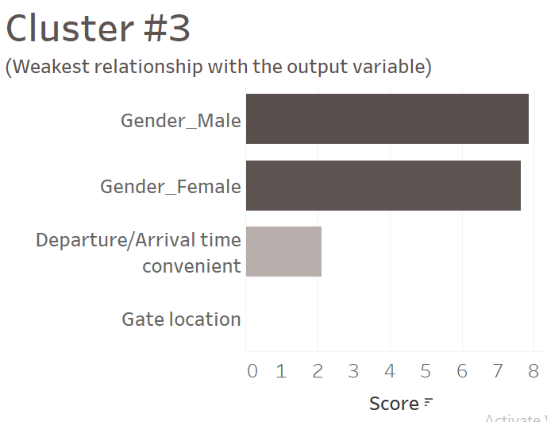 Cluster #3
(Weakest relationship with the output variable)
Gender_Male
Gender_Female
Departure/Arrival time
convenient
Gate location
0 1 2 3 4 5 6 7 8
Score
Activate